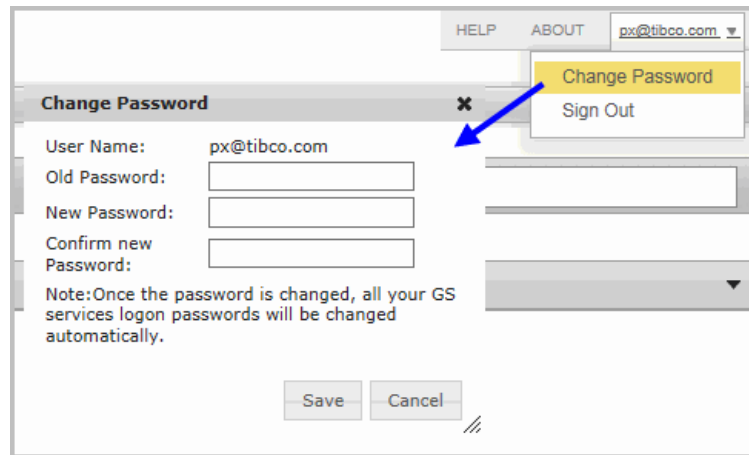 HELP ABOUT px@tibco.com
Change Password
Sign Out
Change Password
User Name: px@tibco.com
Old Password:
New Password:
Confirm new
Password:
Note:Once the password is changed, all your GS
services logon passwords will be changed
automatically.
Save Cancel